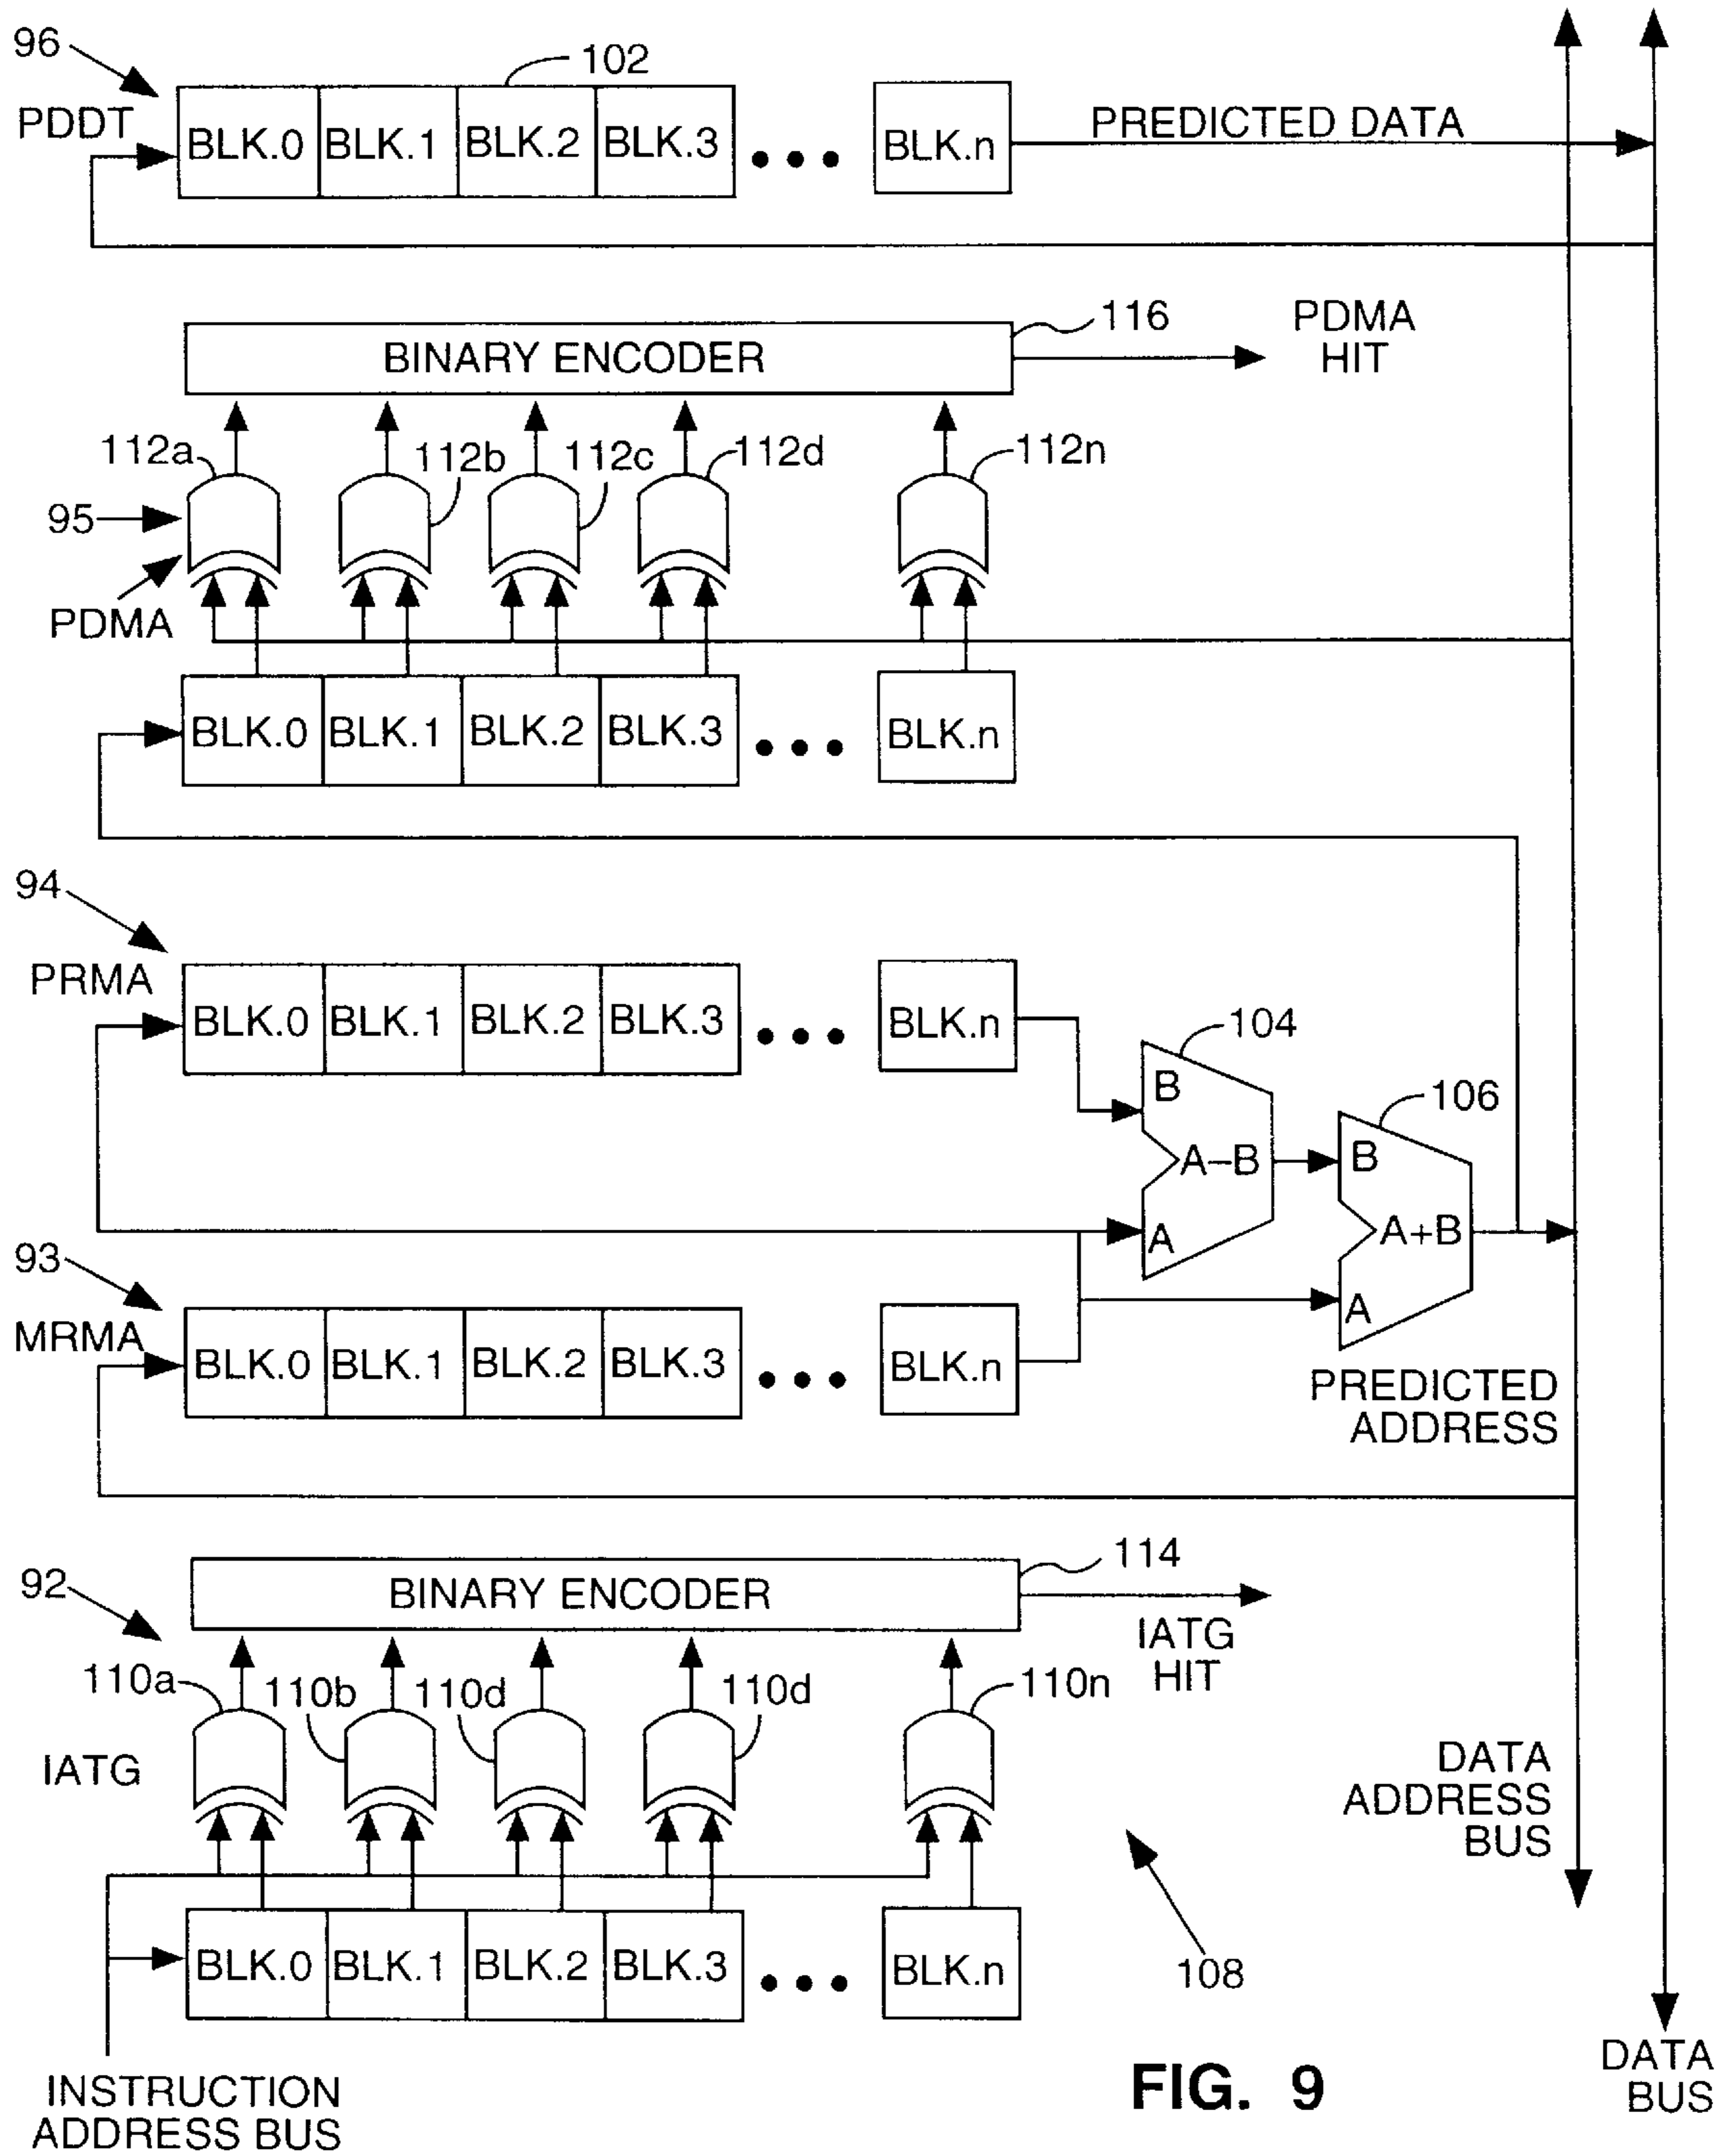 96
102
PDDT
BLK.0 BLK.1 BLK.2 BLK.3 BLK.n
PREDICTED DATA
BINARY ENCODER
116
PDMA
HIT
112a
112b
112c
112d
112n
95
PDMA
BLK.0 BLK.1 BLK.2 BLK.3 BLK.n
94
PRMA
BLK.0 BLK.1 BLK.2 BLK.3 BLK.n
104
B
A–B
A
106
B
A+B
A
93
MRMA
BLK.0 BLK.1 BLK.2 BLK.3 BLK.n
PREDICTED
ADDRESS
92
BINARY ENCODER
114
IATG
HIT
110a
110b
110d
110d
110n
IATG
DATA
ADDRESS
BUS
BLK.0 BLK.1 BLK.2 BLK.3 BLK.n
108
INSTRUCTION
ADDRESS BUS
FIG. 9
DATA
BUS